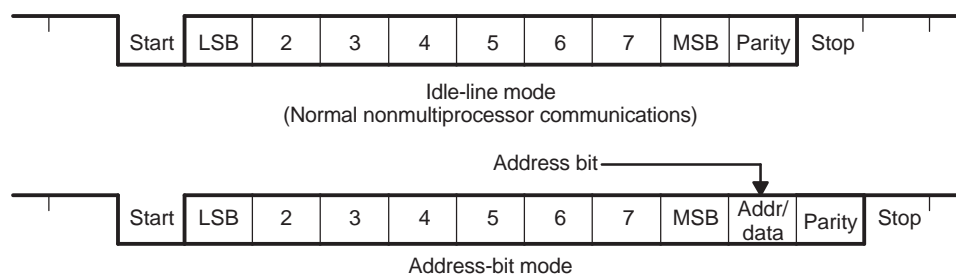 Start LSB 2 3 4 5 6 7 MSB Parity Stop
Idle-line mode
(Normal nonmultiprocessor communications)
Address bit
Start LSB 2 3 4 5 6 7 MSB Addr/ data Parity Stop
Address-bit mode